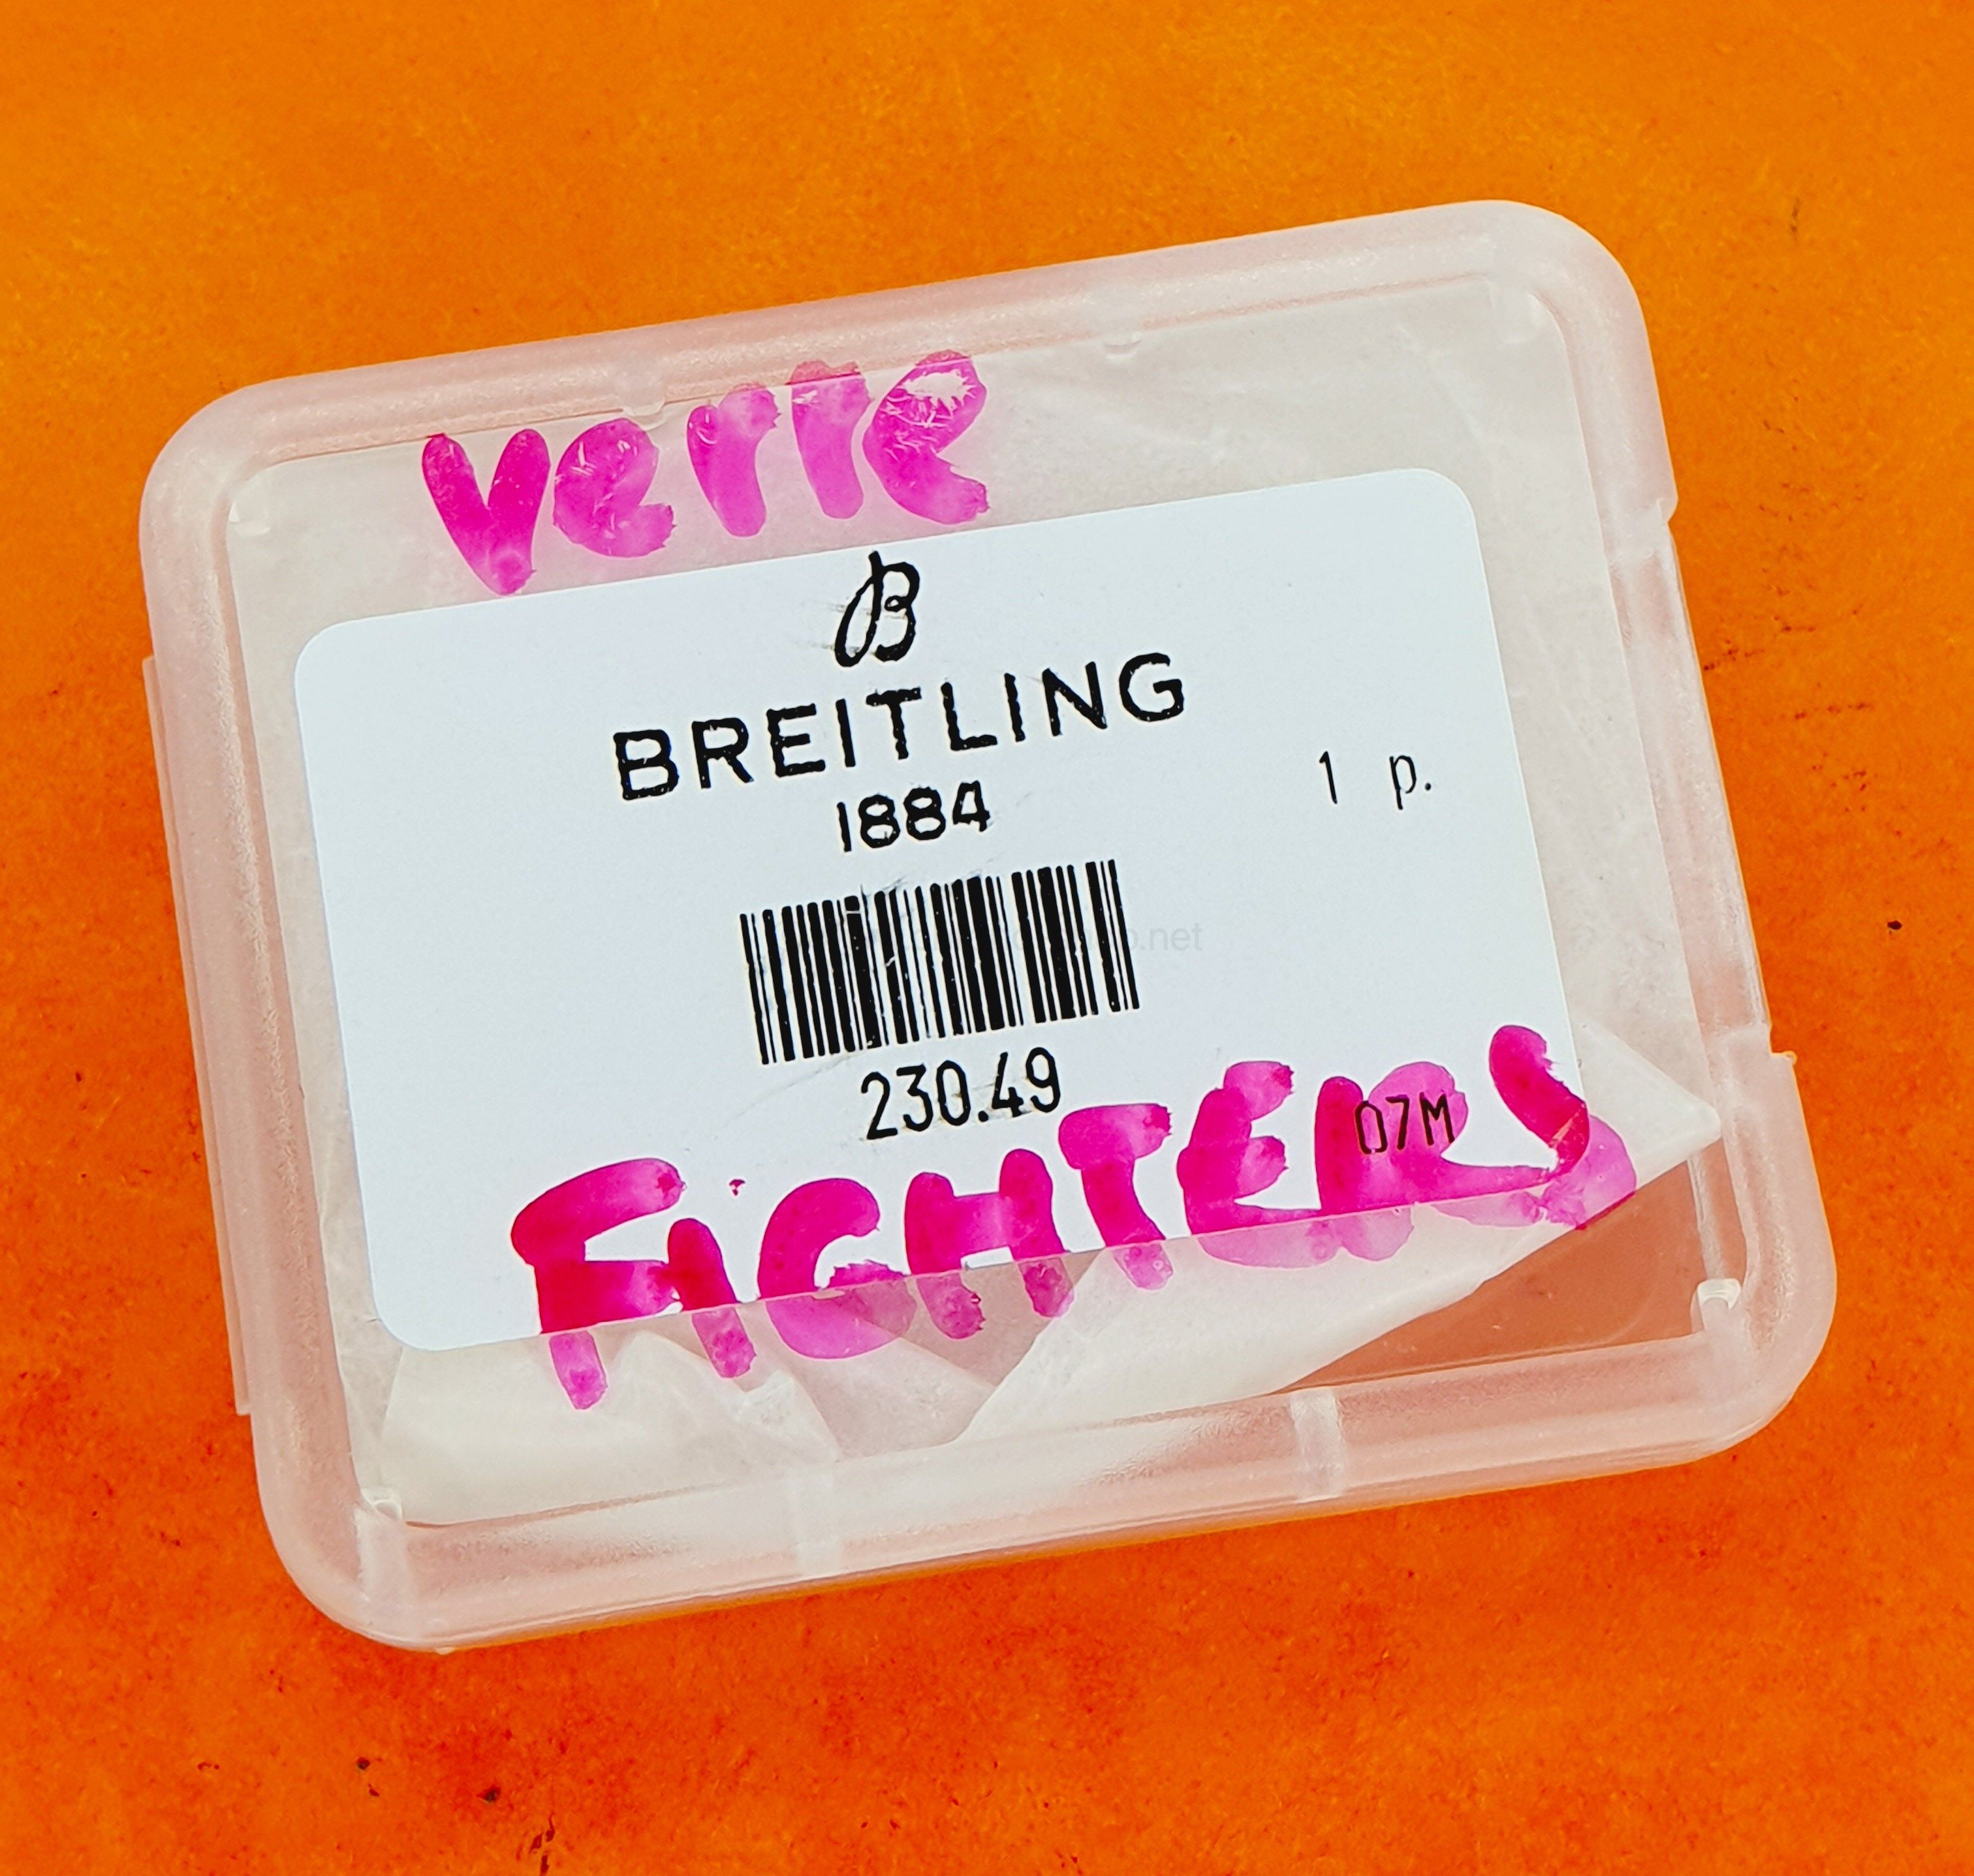 verre
B
BREITLING
1884
1 p.
230.49
07M
FiGHTERS